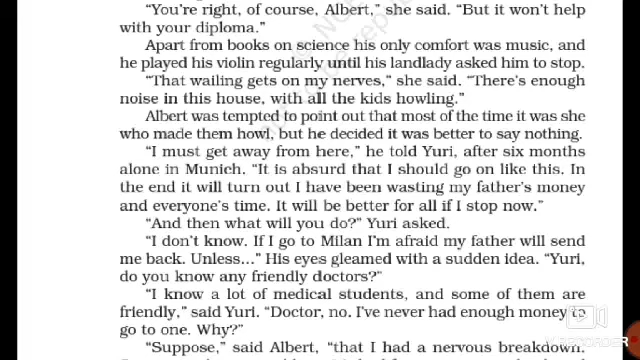 "You're right, of course, Albert," she said. "But it won't help
with your diploma."
Apart from books on science his only comfort was music, and
he played his violin regularly until his landlady asked him to stop.
"That wailing gets on my nerves," she said. "There's enough
noise in this house, with all the kids howling."
Albert was tempted to point out that most of the time it was she
who made them howl, but he decided it was better to say nothing.
"I must get away from here," he told Yuri, after six months
alone in Munich. "It is absurd that I should go on like this. In
the end it will turn out I have been wasting my father's money
and everyone's time. It will be better for all if I stop now."
"And then what will you do?" Yuri asked.
"I don't know. If I go to Milan I'm afraid my father will send
me back. Unless..." His eyes gleamed with a sudden idea. "Yuri,
do you know any friendly doctors?"
"I know a lot of medical students, and some of them are
friendly," said Yuri. "Doctor, no. I've never had enough money to
go to one. Why?"
"Suppose," said Albert, "that I had a nervous breakdown.